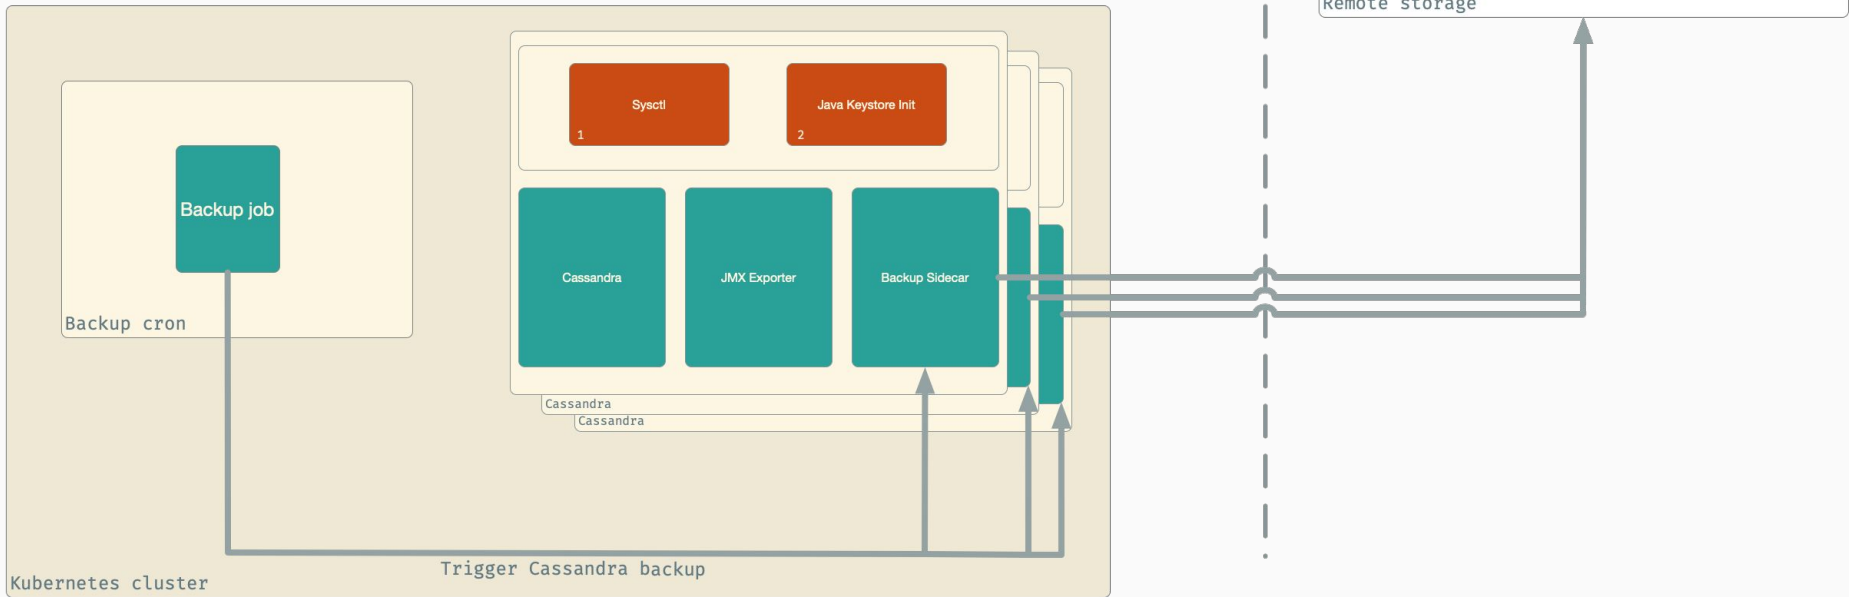 Remote storage
Sysctl
1
Java Keystore Init
2
Backup job
Backup cron
Cassandra
JMX Exporter
Backup Sidecar
Cassandra
Cassandra
Trigger Cassandra backup
Kubernetes cluster